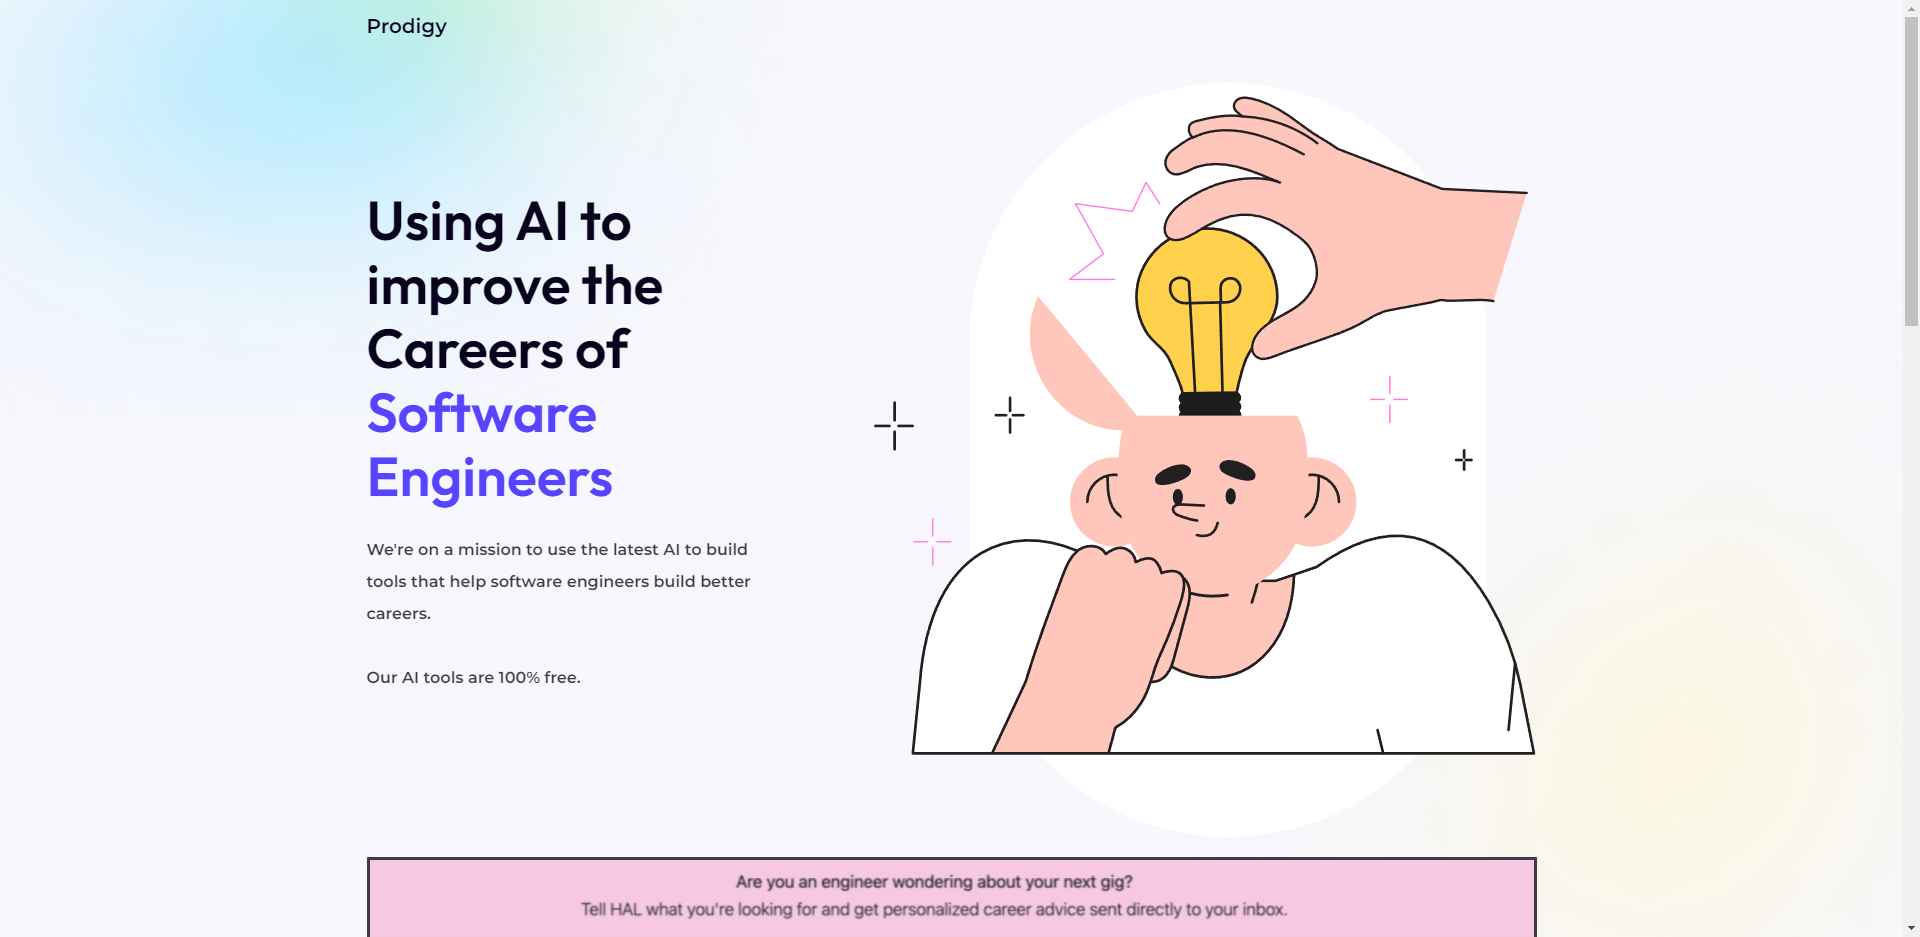 Prodigy
Using AI to
improve the
Careers of
Software
Engineers
We're on a mission to use the latest AI to build
tools that help software engineers build better
careers.
Our AI tools are 100% free.
Are you an engineer wondering about your next gig?
Tell HAL what you're looking for and get personalized career advice sent directly to your inbox.